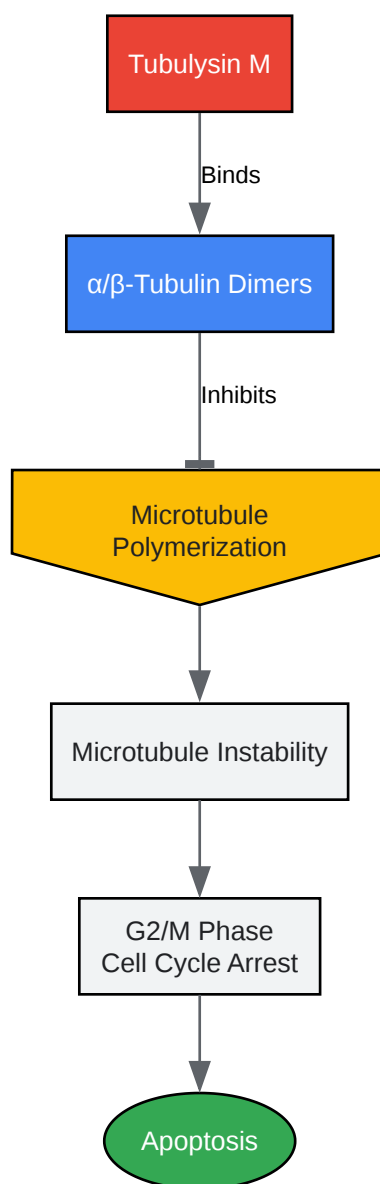 Tubulysin M
Binds
α/β-Tubulin Dimers
Inhibits
Microtubule
Polymerization
Microtubule Instability
G2/M Phase
Cell Cycle Arrest
Apoptosis